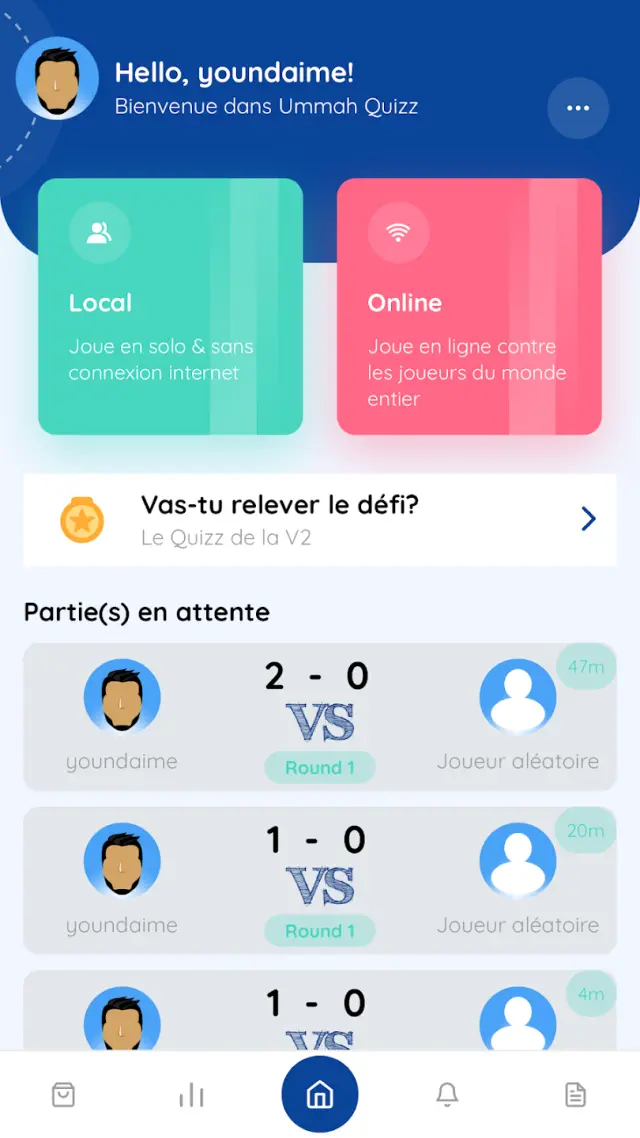 Hello, youndaime!
Bienvenue dans Ummah Quizz
Local
Joue en solo & sans
connexion internet
Online
Joue en ligne contre
les joueurs du monde
entier
Vas-tu relever le défi?
Le Quizz de la V2
Partie(s) en attente
47m
2 - 0
VS
youndaime
Round 1
Joueur aléatoire
20m
1 - 0
VS
youndaime
Round 1
Joueur aléatoire
4m
1 - 0
VS